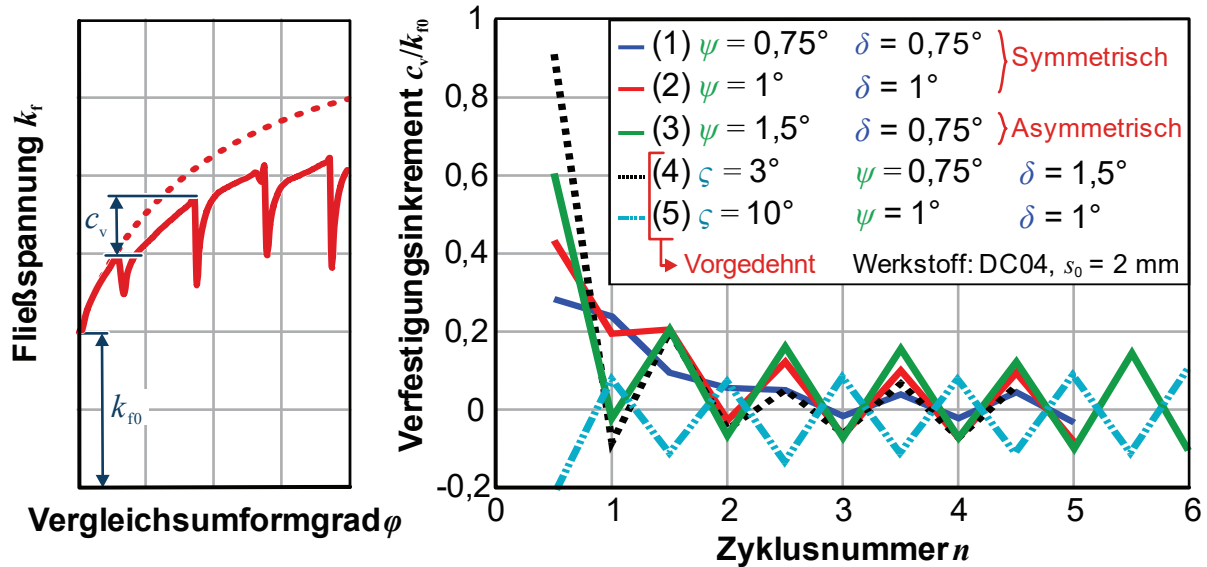 Fließspannung kf
cv
kf0
Vergleichsumformgrad φ
Verfestigungsinkrement cv/kf0
1
0,8
0,6
0,4
0,2
0
-0,2
0 1 2 3 4 5 6
Zyklusnummer n
(1) ψ = 0,75° δ = 0,75°
(2) ψ = 1° δ = 1°
Symmetrisch
(3) ψ = 1,5° δ = 0,75° Asymmetrisch
(4) ς = 3° ψ = 0,75° δ = 1,5°
(5) ς = 10° ψ = 1° δ = 1°
Vorgedehnt Werkstoff: DC04, s0 = 2 mm